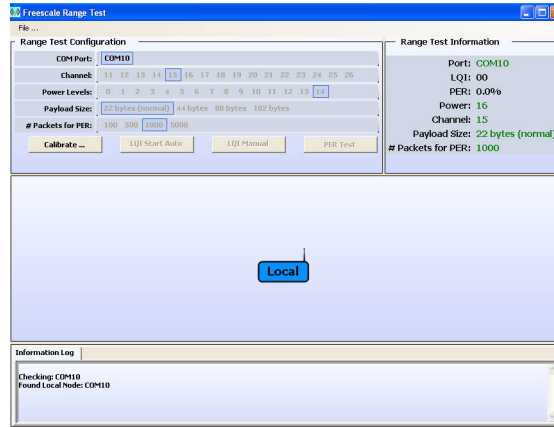 Freescale Range Test
File ...
Range Test Configuration
COM Port: COM10
Channel: 11 12 13 14 15 16 17 18 19 20 21 22 23 24 25 26
Power Levels: 0 1 2 3 4 5 6 7 8 9 10 11 12 13 14
Payload Size: 22 bytes (normal) 44 bytes 88 bytes 102 bytes
# Packets for PER: 100 500 1000 5000
Calibrate ... LQI Start Auto LQI Manual PER Test
Range Test Information
Port: COM10
LQI: 00
PER: 0.0%
Power: 16
Channel: 15
Payload Size: 22 bytes (normal)
# Packets for PER: 1000
Local
Information Log
Checking: COM10
Found Local Node: COM10